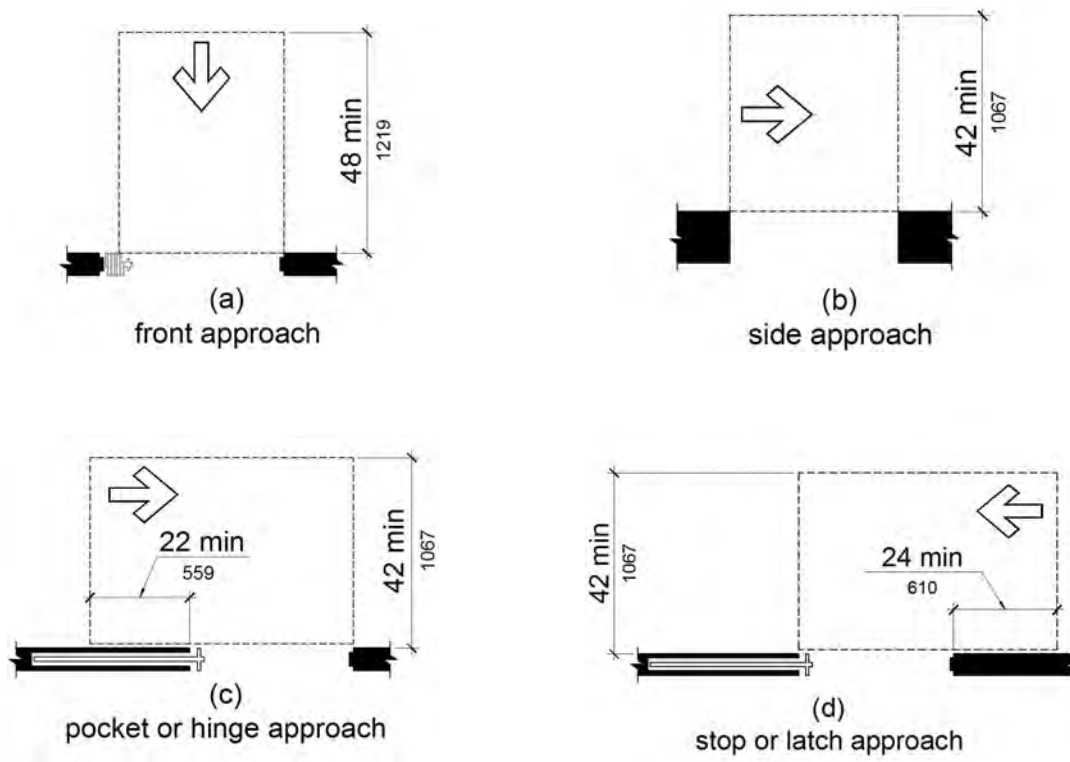 48 min
1219
(a)
front approach
42 min
1067
(b)
side approach
22 min
559
42 min
1067
(c)
pocket or hinge approach
42 min
1067
24 min
610
(d)
stop or latch approach